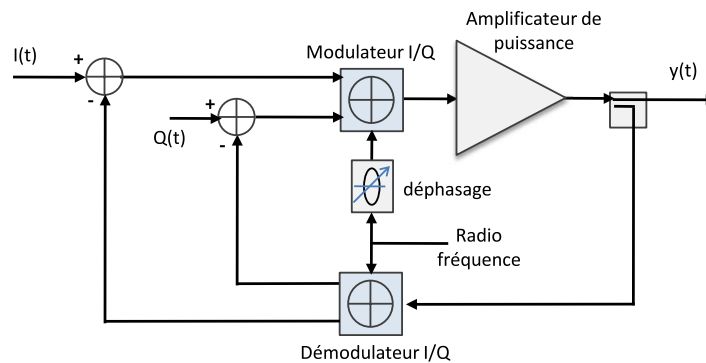 Amplificateur de
puissance
I(t)
+
-
Modulateur I/Q
y(t)
+
Q(t)
-
déphasage
Radio
fréquence
Démodulateur I/Q